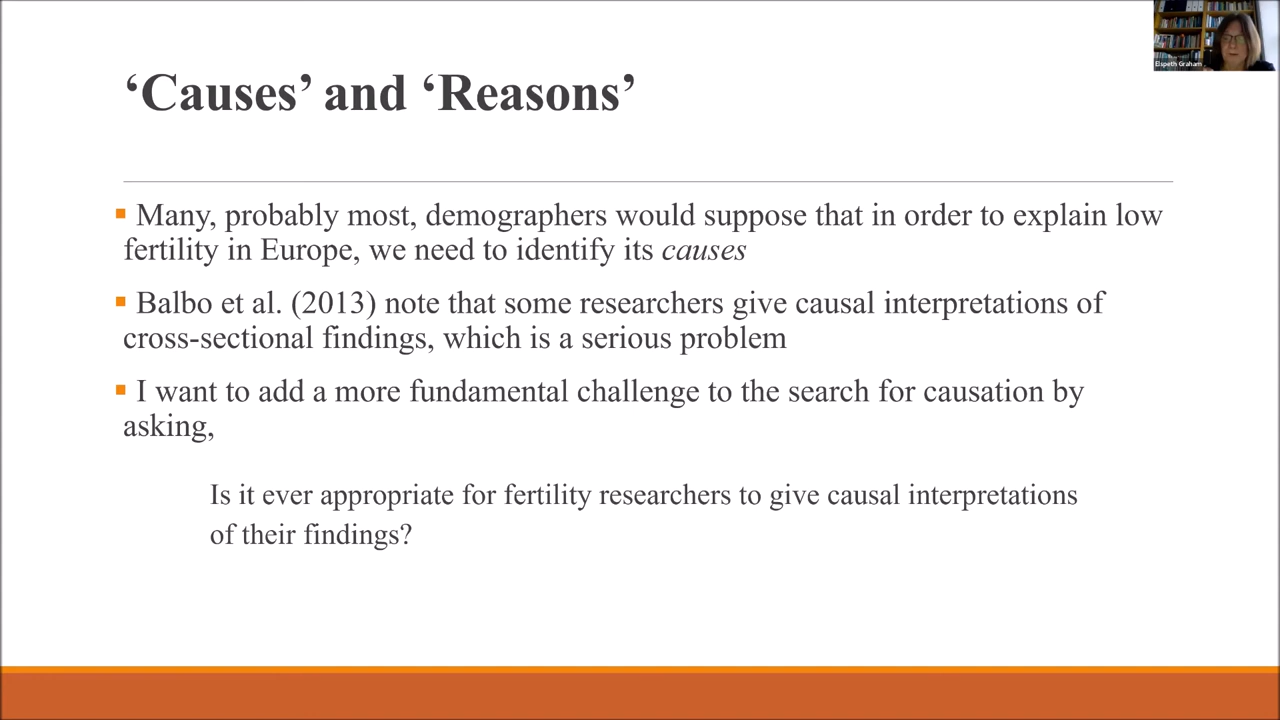 Elspeth Graham
‘Causes’ and ‘Reasons’
Many, probably most, demographers would suppose that in order to explain low
fertility in Europe, we need to identify its causes
Balbo et al. (2013) note that some researchers give causal interpretations of
cross-sectional findings, which is a serious problem
I want to add a more fundamental challenge to the search for causation by
asking,
Is it ever appropriate for fertility researchers to give causal interpretations
of their findings?